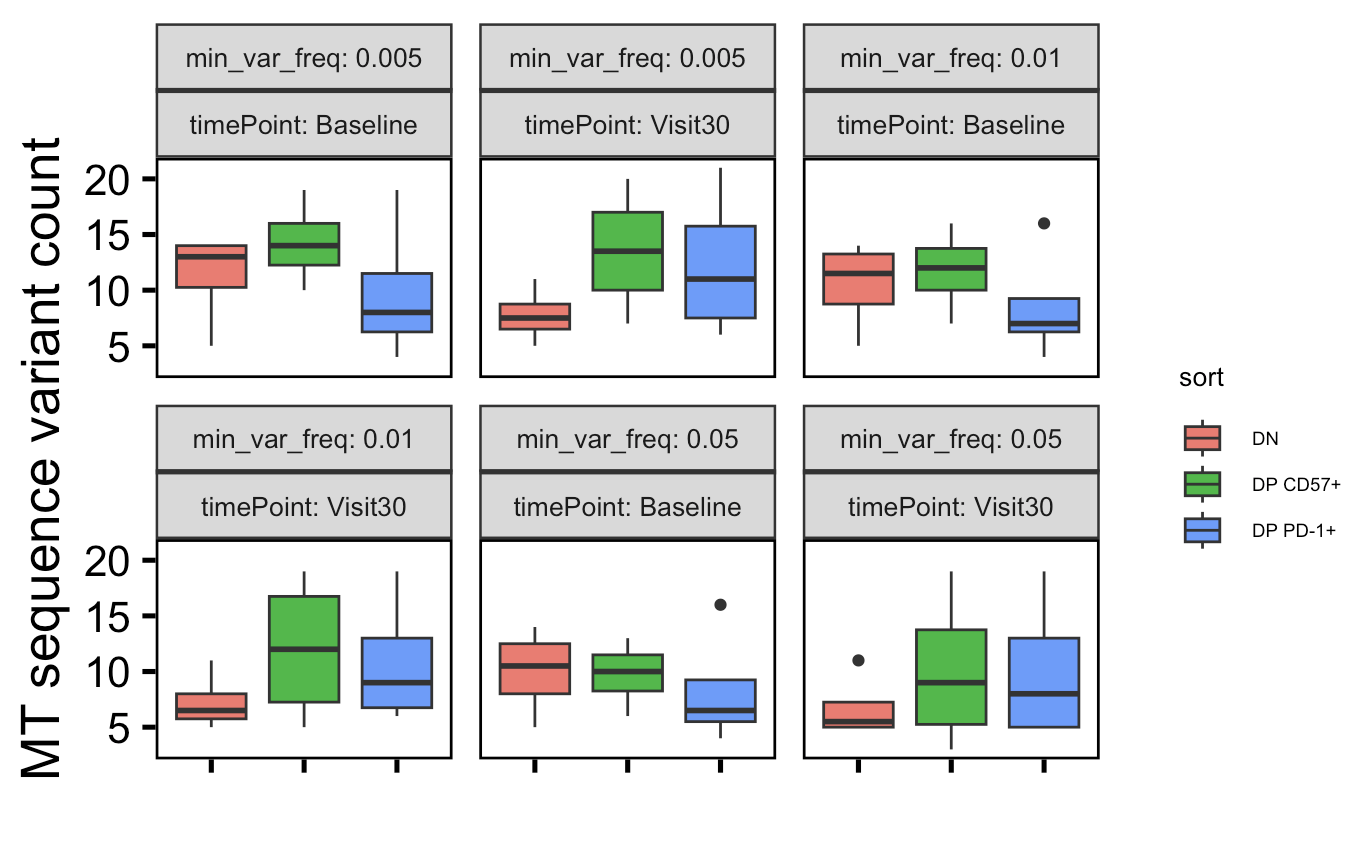 MT sequence variant count
min_var_freq: 0.005
timePoint: Baseline
min_var_freq: 0.005
timePoint: Visit30
min_var_freq: 0.01
timePoint: Baseline
20
15
10
5
min_var_freq: 0.01
timePoint: Visit30
min_var_freq: 0.05
timePoint: Baseline
min_var_freq: 0.05
timePoint: Visit30
20
15
10
5
sort
DN
DP CD57+
DP PD-1+